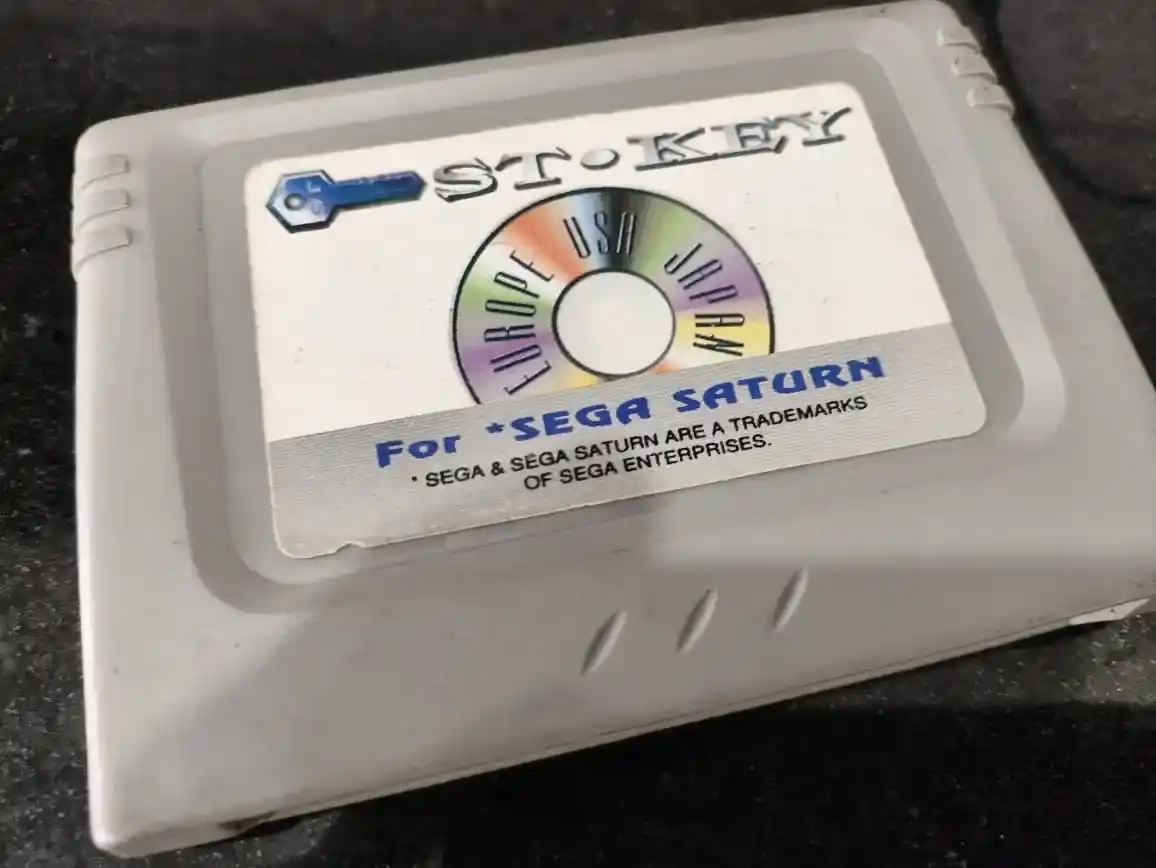 ST·KEY
EUROPE USA JAPAN
For *SEGA SATURN
* SEGA & SEGA SATURN ARE A TRADEMARKS
OF SEGA ENTERPRISES.